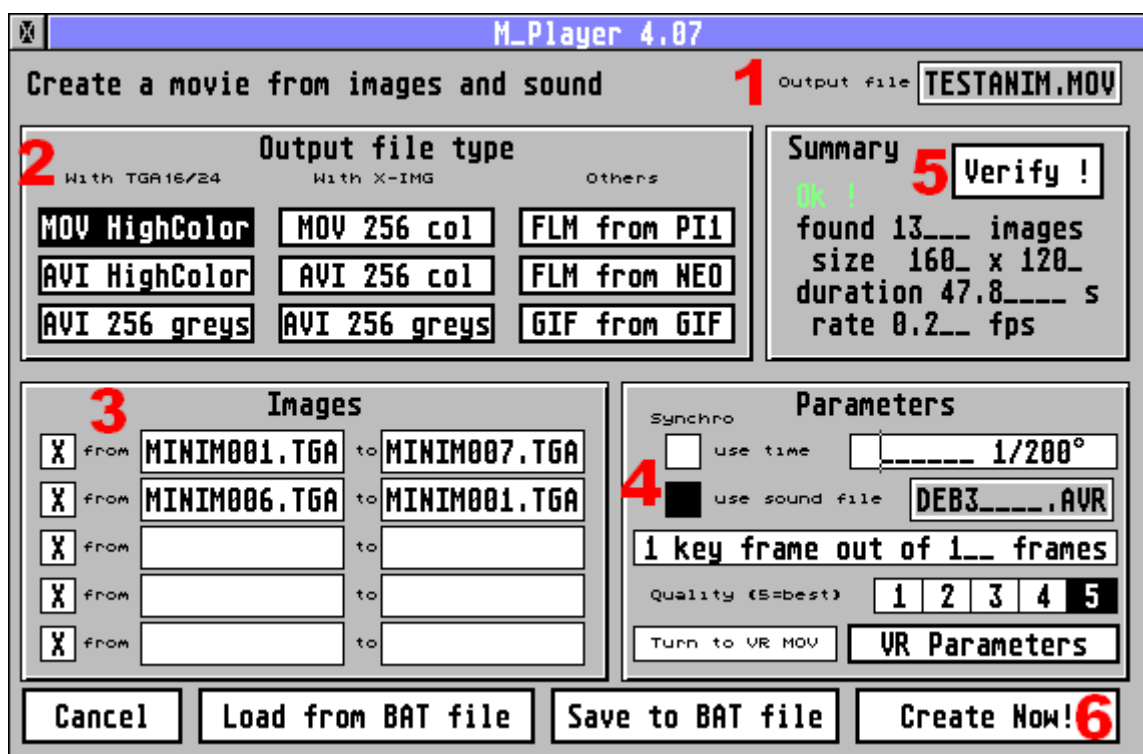 M_Player 4.07
Create a movie from images and sound
1 Output file TESTANIM.MOV
2 Output file type
With TGA16/24 With X-IMG Others
MOV HighColor MOV 256 col FLM from PI1
AVI HighColor AVI 256 col FLM from NEO
AVI 256 greys AVI 256 greys GIF from GIF
Summary 5 Verify !
Ok !
found 13___ images
size 160_ x 120_
duration 47.8____ s
rate 0.2__ fps
3 Images
X from MINIM001.TGA to MINIM007.TGA
X from MINIM006.TGA to MINIM001.TGA
X from to
X from to
X from to
Parameters
Synchro
4 use time ______ 1/200°
use sound file DEB3____.AVR
1 key frame out of 1__ frames
Quality (5=best) 1 2 3 4 5
Turn to VR MOV VR Parameters
Cancel Load from BAT file Save to BAT file Create Now! 6